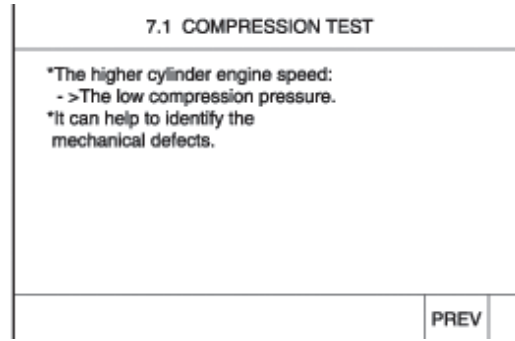 7.1 COMPRESSION TEST
*The higher cylinder engine speed:
- >The low compression pressure.
*It can help to identify the
mechanical defects.
PREV